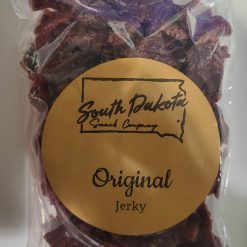 South Dakota
Snack Company
Original
Jerky